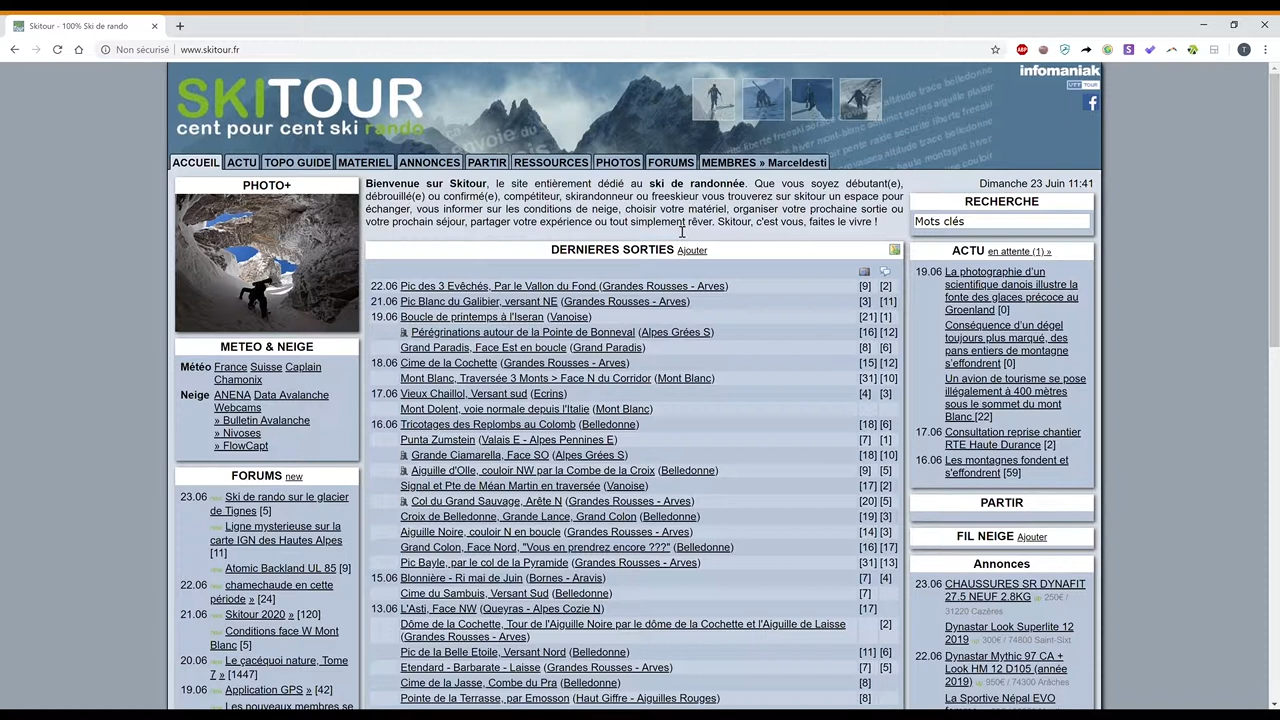 Skitour - 100% Ski de rando
Non sécurisé
www.skitour.fr
ABP
S
T
SKITOUR
cent pour cent ski rando
infomaniak
ACCUEIL
ACTU
TOPO GUIDE
MATERIEL
ANNONCES
PARTIR
RESSOURCES
PHOTOS
FORUMS
MEMBRES » Marceldesti
PHOTO+
METEO & NEIGE
Météo France Suisse Caplain
Chamonix
Neige ANENA Data Avalanche
Webcams
» Bulletin Avalanche
» Nivoses
» FlowCapt
FORUMS new
23.06 Ski de rando sur le glacier
de Tignes [5]
Ligne mysterieuse sur la
carte IGN des Hautes Alpes
[11]
Atomic Backland UL 85 [9]
22.06 chamechaude en cette
période » [24]
21.06 Skitour 2020 » [120]
Conditions face W Mont
Blanc [5]
20.06 Le çacéquoi nature, Tome
7 » [1447]
19.06 Application GPS » [42]
Les nouveaux membres se
Bienvenue sur Skitour, le site entièrement dédié au ski de randonnée. Que vous soyez débutant(e),
débrouillé(e) ou confirmé(e), compétiteur, skirandonneur ou freeskieur vous trouverez sur skitour un espace pour
échanger, vous informer sur les conditions de neige, choisir votre matériel, organiser votre prochaine sortie ou
votre prochain séjour, partager votre expérience ou tout simplement rêver. Skitour, c'est vous, faites le vivre !
DERNIERES SORTIES Ajouter
22.06 Pic des 3 Evêchés, Par le Vallon du Fond (Grandes Rousses - Arves) [9] [2]
21.06 Pic Blanc du Galibier, versant NE (Grandes Rousses - Arves) [3] [11]
19.06 Boucle de printemps à l'Iseran (Vanoise) [21] [1]
Pérégrinations autour de la Pointe de Bonneval (Alpes Grées S) [16] [12]
Grand Paradis, Face Est en boucle (Grand Paradis) [8] [6]
18.06 Cime de la Cochette (Grandes Rousses - Arves) [15] [12]
Mont Blanc, Traversée 3 Monts > Face N du Corridor (Mont Blanc) [31] [10]
17.06 Vieux Chaillol, Versant sud (Ecrins) [4] [3]
Mont Dolent, voie normale depuis l'Italie (Mont Blanc)
16.06 Tricotages des Replombs au Colomb (Belledonne) [18] [6]
Punta Zumstein (Valais E - Alpes Pennines E) [7] [1]
Grande Ciamarella, Face SO (Alpes Grées S) [18] [10]
Aiguille d'Olle, couloir NW par la Combe de la Croix (Belledonne) [9] [5]
Signal et Pte de Méan Martin en traversée (Vanoise) [17] [2]
Col du Grand Sauvage, Arête N (Grandes Rousses - Arves) [20] [5]
Croix de Belledonne, Grande Lance, Grand Colon (Belledonne) [19] [3]
Aiguille Noire, couloir N en boucle (Grandes Rousses - Arves) [14] [3]
Grand Colon, Face Nord, "Vous en prendrez encore ???" (Belledonne) [16] [17]
Pic Bayle, par le col de la Pyramide (Grandes Rousses - Arves) [31] [13]
15.06 Blonnière - Ri mai de Juin (Bornes - Aravis) [7] [4]
Cime du Sambuis, Versant Sud (Belledonne) [7]
13.06 L'Asti, Face NW (Queyras - Alpes Cozie N) [17]
Dôme de la Cochette, Tour de l'Aiguille Noire par le dôme de la Cochette et l'Aiguille de Laisse [2]
(Grandes Rousses - Arves)
Pic de la Belle Etoile, Versant Nord (Belledonne) [11] [6]
Etendard - Barbarate - Laisse (Grandes Rousses - Arves) [7] [5]
Cime de la Jasse, Combe du Pra (Belledonne) [8]
Pointe de la Terrasse, par Emosson (Haut Giffre - Aiguilles Rouges) [8]
Dimanche 23 Juin 11:41
RECHERCHE
Mots clés
ACTU en attente (1) »
19.06 La photographie d'un
scientifique danois illustre la
fonte des glaces précoce au
Groenland [0]
Conséquence d'un dégel
toujours plus marqué, des
pans entiers de montagne
s'effondrent [0]
Un avion de tourisme se pose
illégalement à 400 mètres
sous le sommet du mont
Blanc [22]
17.06 Consultation reprise chantier
RTE Haute Durance [2]
16.06 Les montagnes fondent et
s'effondrent [59]
PARTIR
FIL NEIGE Ajouter
Annonces
23.06 CHAUSSURES SR DYNAFIT
27.5 NEUF 2.8KG 250€ /
31220 Cazères
Dynastar Look Superlite 12
2019 300€ / 74800 Saint-Sixt
22.06 Dynastar Mythic 97 CA +
Look HM 12 D105 (année
2019) 950€ / 74300 Arâches
La Sportive Népal EVO